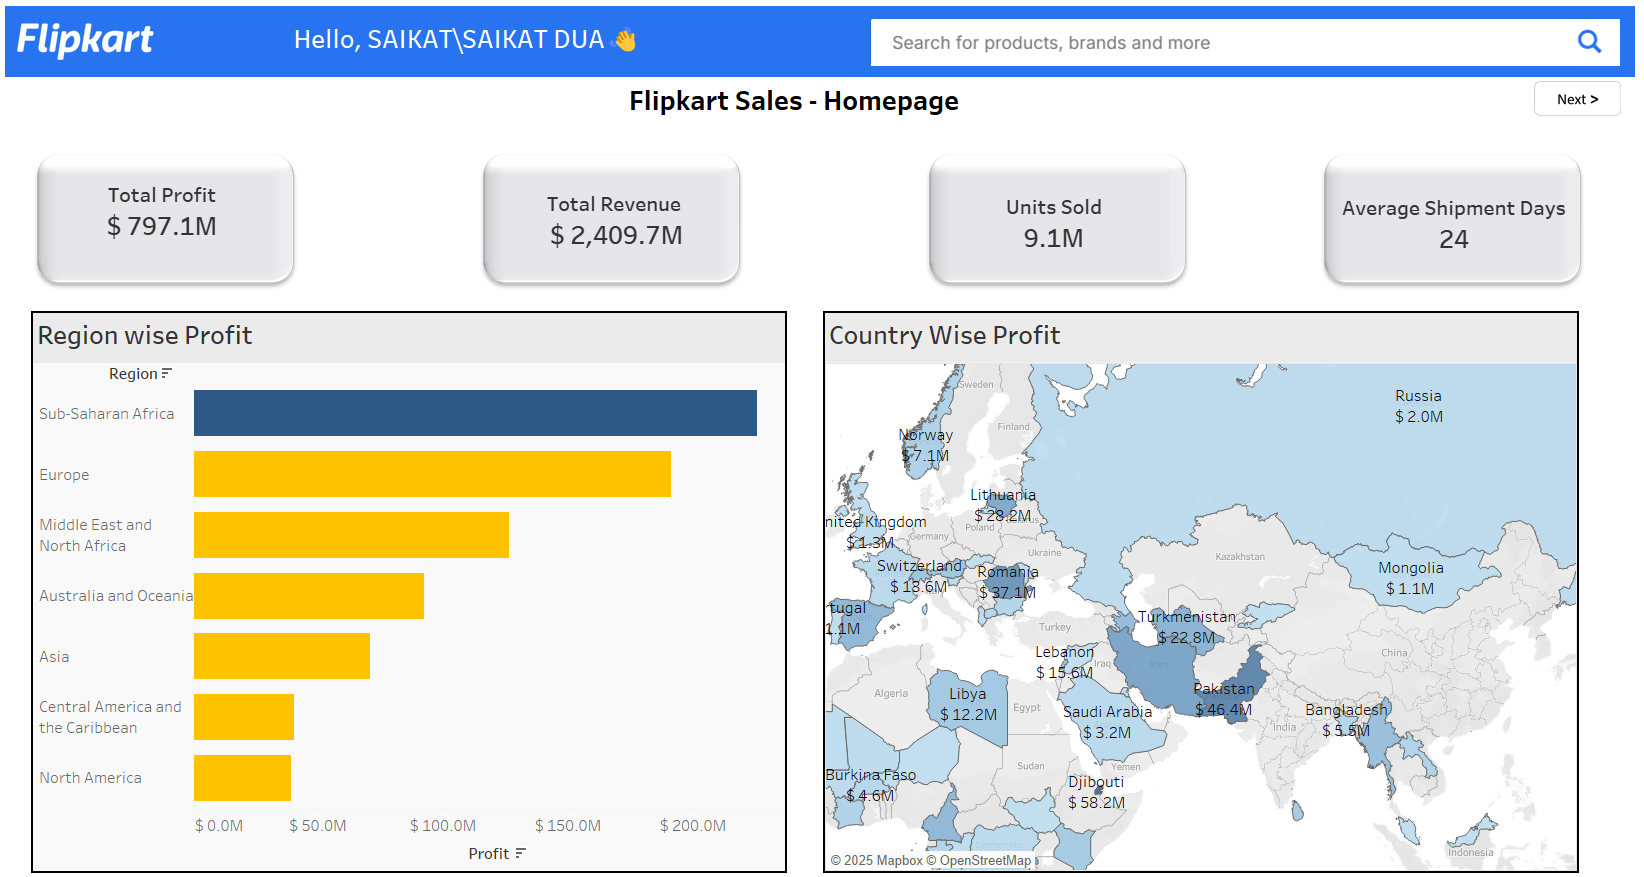 Flipkart
Hello, SAIKAT\SAIKAT DUA 👋
Search for products, brands and more
Flipkart Sales - Homepage
Next >
Total Profit
$ 797.1M
Total Revenue
$ 2,409.7M
Units Sold
9.1M
Average Shipment Days
24
Region wise Profit
Region
Sub-Saharan Africa
Europe
Middle East and
North Africa
Australia and Oceania
Asia
Central America and
the Caribbean
North America
$ 0.0M
$ 50.0M
$ 100.0M
$ 150.0M
$ 200.0M
Profit
Country Wise Profit
Sweden
Russia
$ 2.0M
Finland
Norway
$ 7.1M
Lithuania
$ 28.2M
nited Kingdom
$ 1.3M
Poland
Germany
Ukraine
Kazakhstan
Switzerland
$ 13.6M
Romania
$ 37.1M
Mongolia
$ 1.1M
tugal
1.1M
Turkmenistan
$ 22.8M
Turkey
Lebanon
$ 15.6M
Iraq
Iran
China
Algeria
Libya
$ 12.2M
Egypt
Pakistan
$ 46.4M
Saudi Arabia
$ 3.2M
Bangladesh
$ 5.5M
India
Sudan
Yemen
Burkina Faso
$ 4.6M
Djibouti
$ 58.2M
Democratic
Indonesia
© 2025 Mapbox © OpenStreetMap